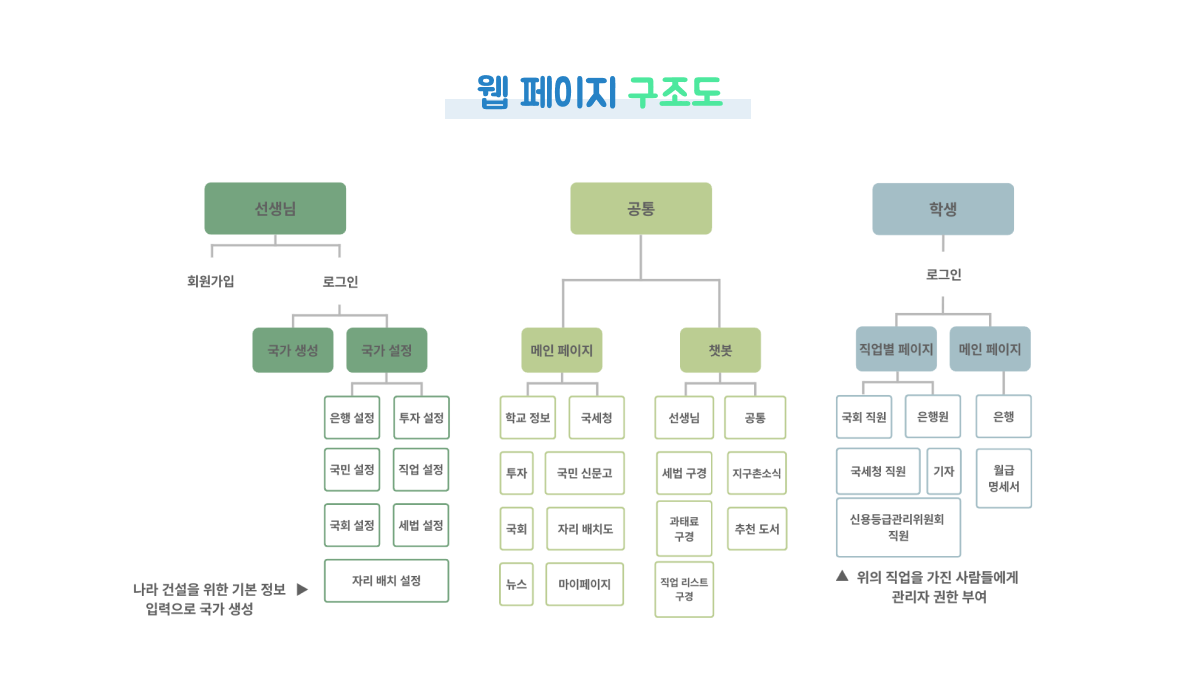 웹 페이지 구조도
선생님
회원가입
로그인
국가 생성
국가 설정
은행 설정
투자 설정
국민 설정
직업 설정
국회 설정
세법 설정
자리 배치 설정
나라 건설을 위한 기본 정보 ▶
입력으로 국가 생성
공통
메인 페이지
챗봇
학교 정보
국세청
투자
국민 신문고
국회
자리 배치도
뉴스
마이페이지
선생님
공통
세법 구경
지구촌소식
과태료
구경
추천 도서
직업 리스트
구경
학생
로그인
직업별 페이지
메인 페이지
국회 직원
은행원
은행
국세청 직원
기자
월급
명세서
신용등급관리위원회
직원
▲ 위의 직업을 가진 사람들에게
관리자 권한 부여